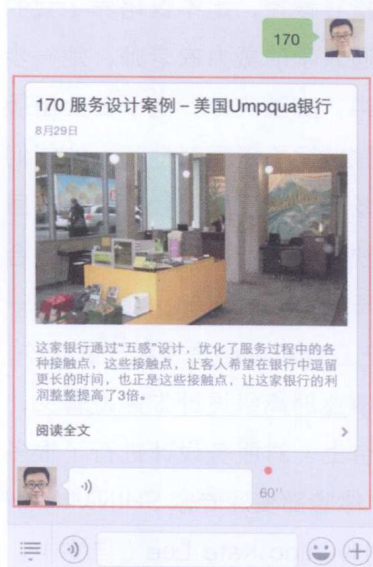 170
170 服务设计案例 – 美国Umpqua银行
8月29日
这家银行通过“五感”设计，优化了服务过程中的各
种接触点，这些接触点，让客人希望在银行中逗留
更长的时间，也正是这些接触点，让这家银行的利
润整整提高了3倍。
阅读全文
60''